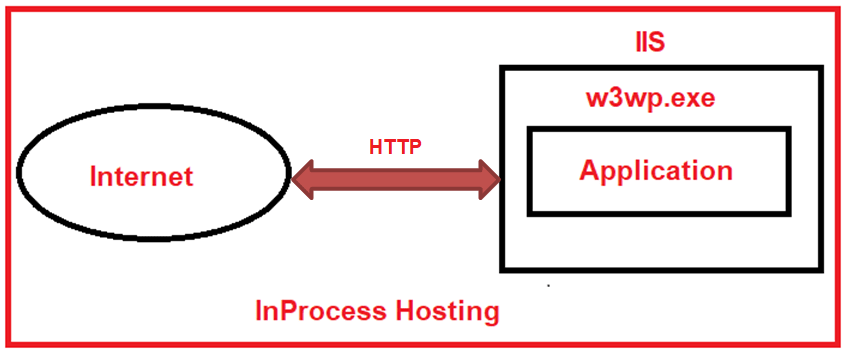 IIS
w3wp.exe
HTTP
Internet
Application
InProcess Hosting